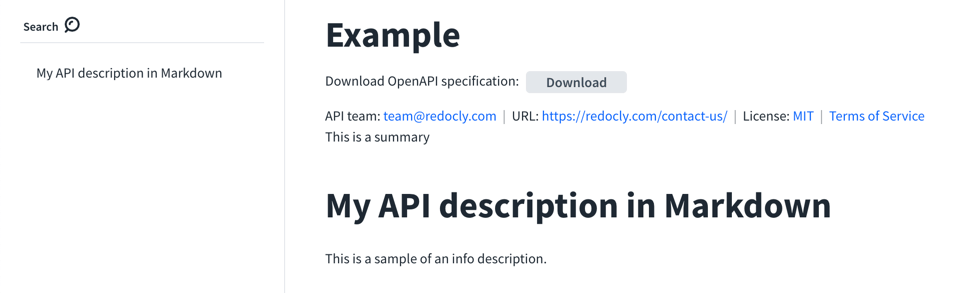 Search
My API description in Markdown
Example
Download OpenAPI specification: Download
API team: team@redocly.com | URL: https://redocly.com/contact-us/ | License: MIT | Terms of Service
This is a summary
My API description in Markdown
This is a sample of an info description.